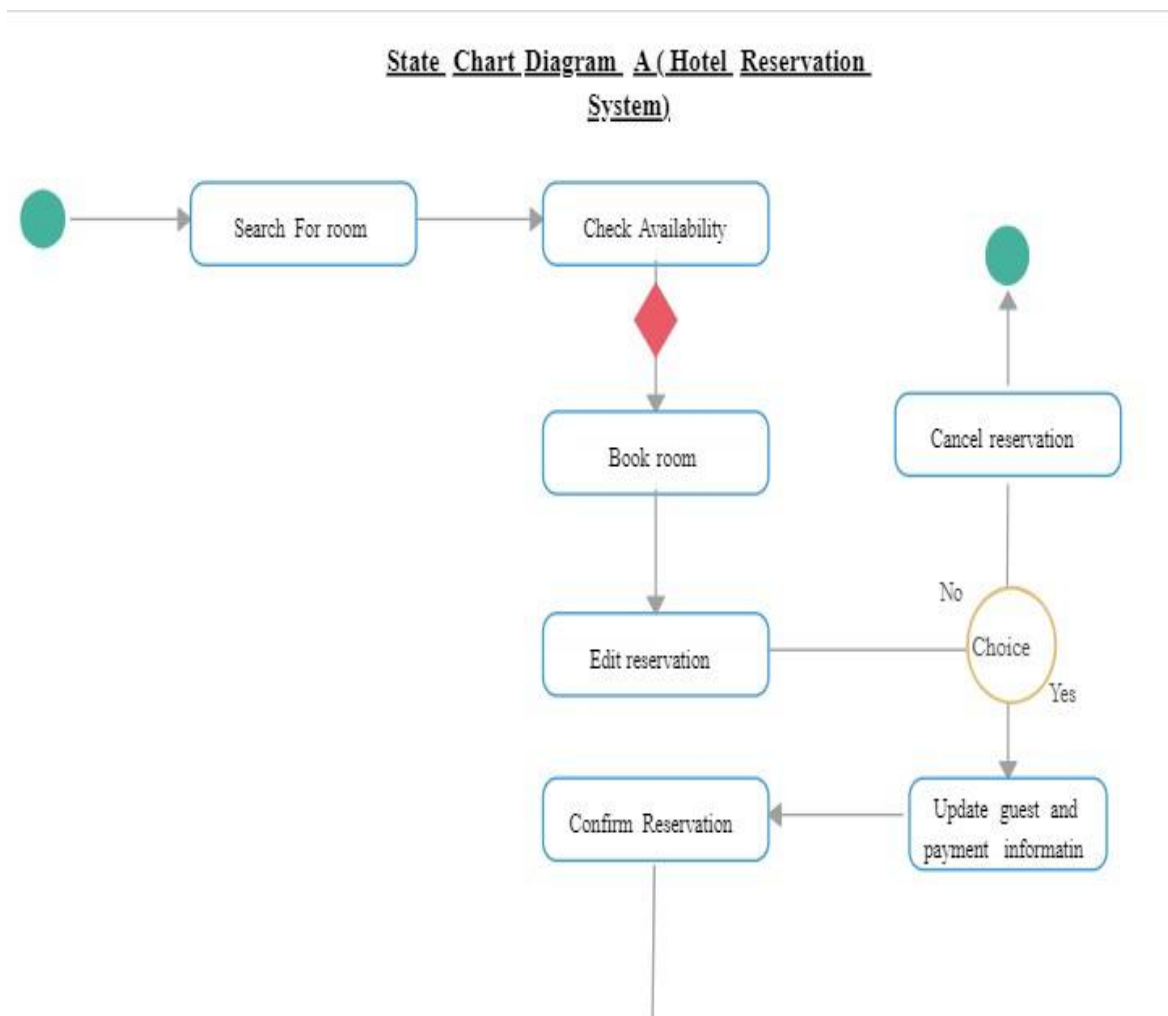 State Chart Diagram A ( Hotel Reservation
System)
Search For room
Check Availability
Book room
Cancel reservation
No
Edit reservation
Choice
Yes
Confirm Reservation
Update guest and
payment informatin